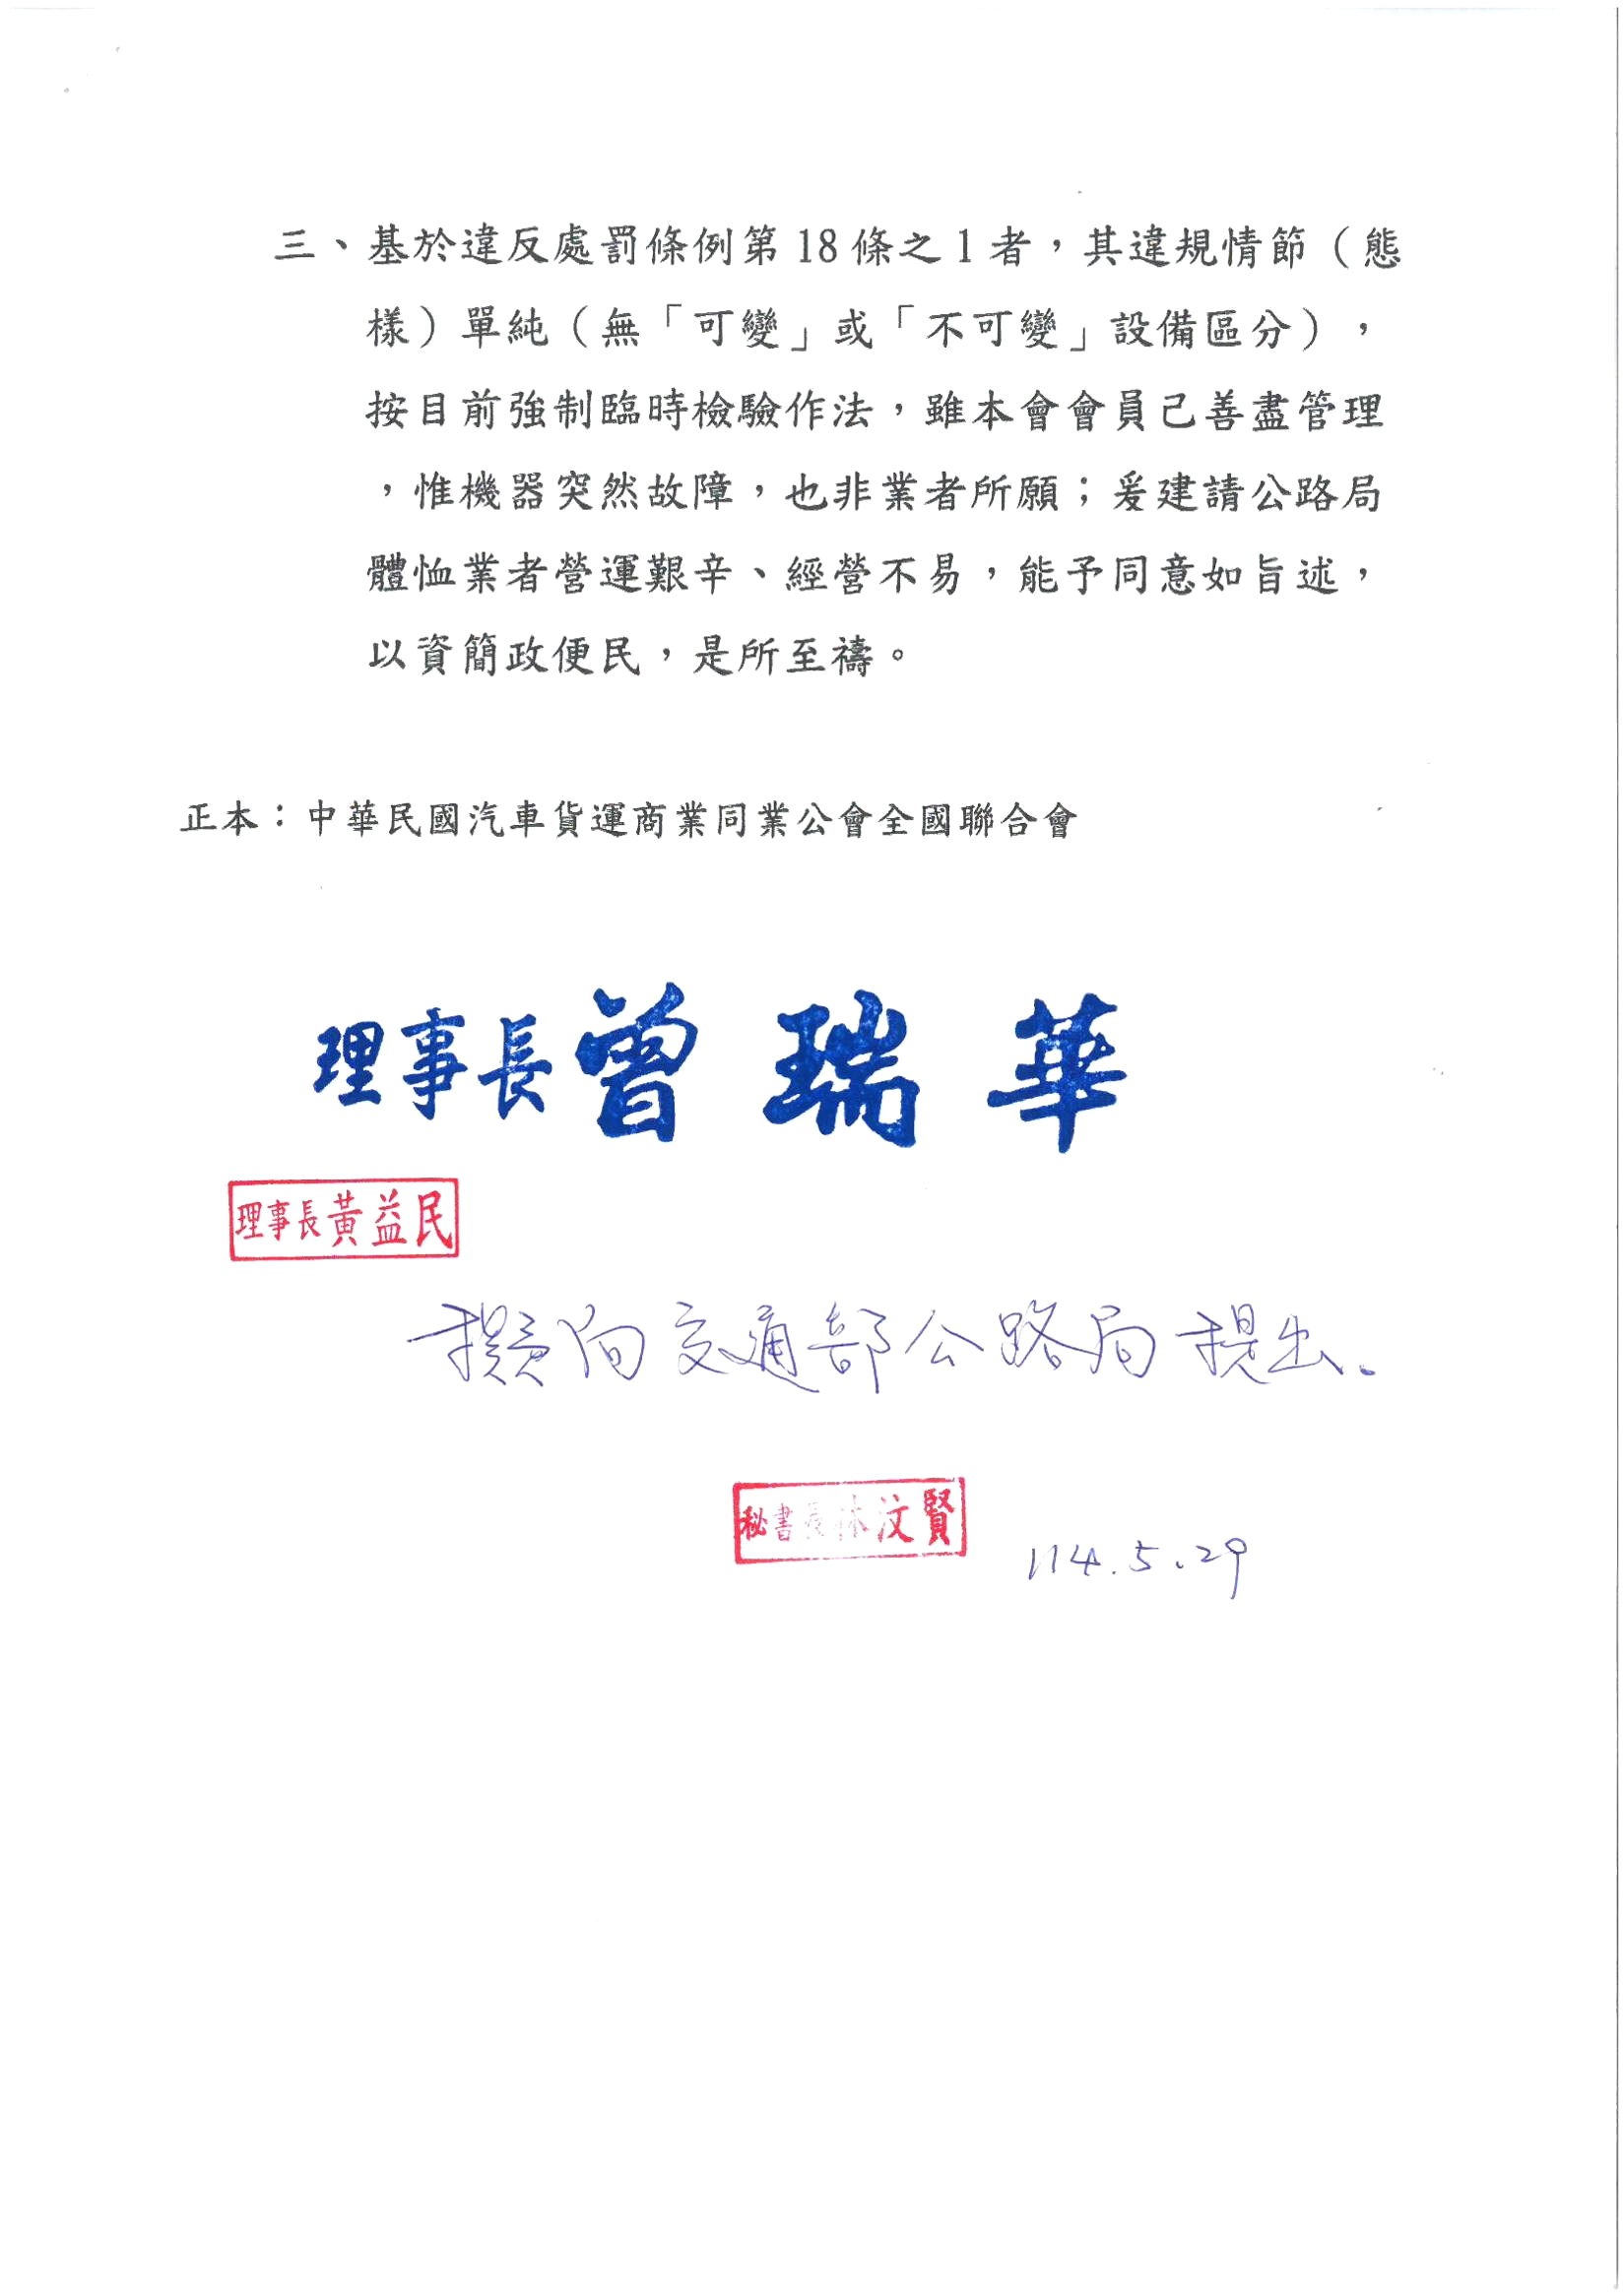 三、基於違反處罰條例第18條之1者，其違規情節（態
樣）單純（無「可變」或「不可變」設備區分），
按目前強制臨時檢驗作法，雖本會會員己善盡管理
，惟機器突然故障，也非業者所願；爰建請公路局
體恤業者營運艱辛、經營不易，能予同意如旨述，
以資簡政便民，是所至禱。
正本：中華民國汽車貨運商業同業公會全國聯合會
理事長曾瑞華
理事長黃益民
擬向交通部公路局提出。
秘書長林汶賢
114.5.29